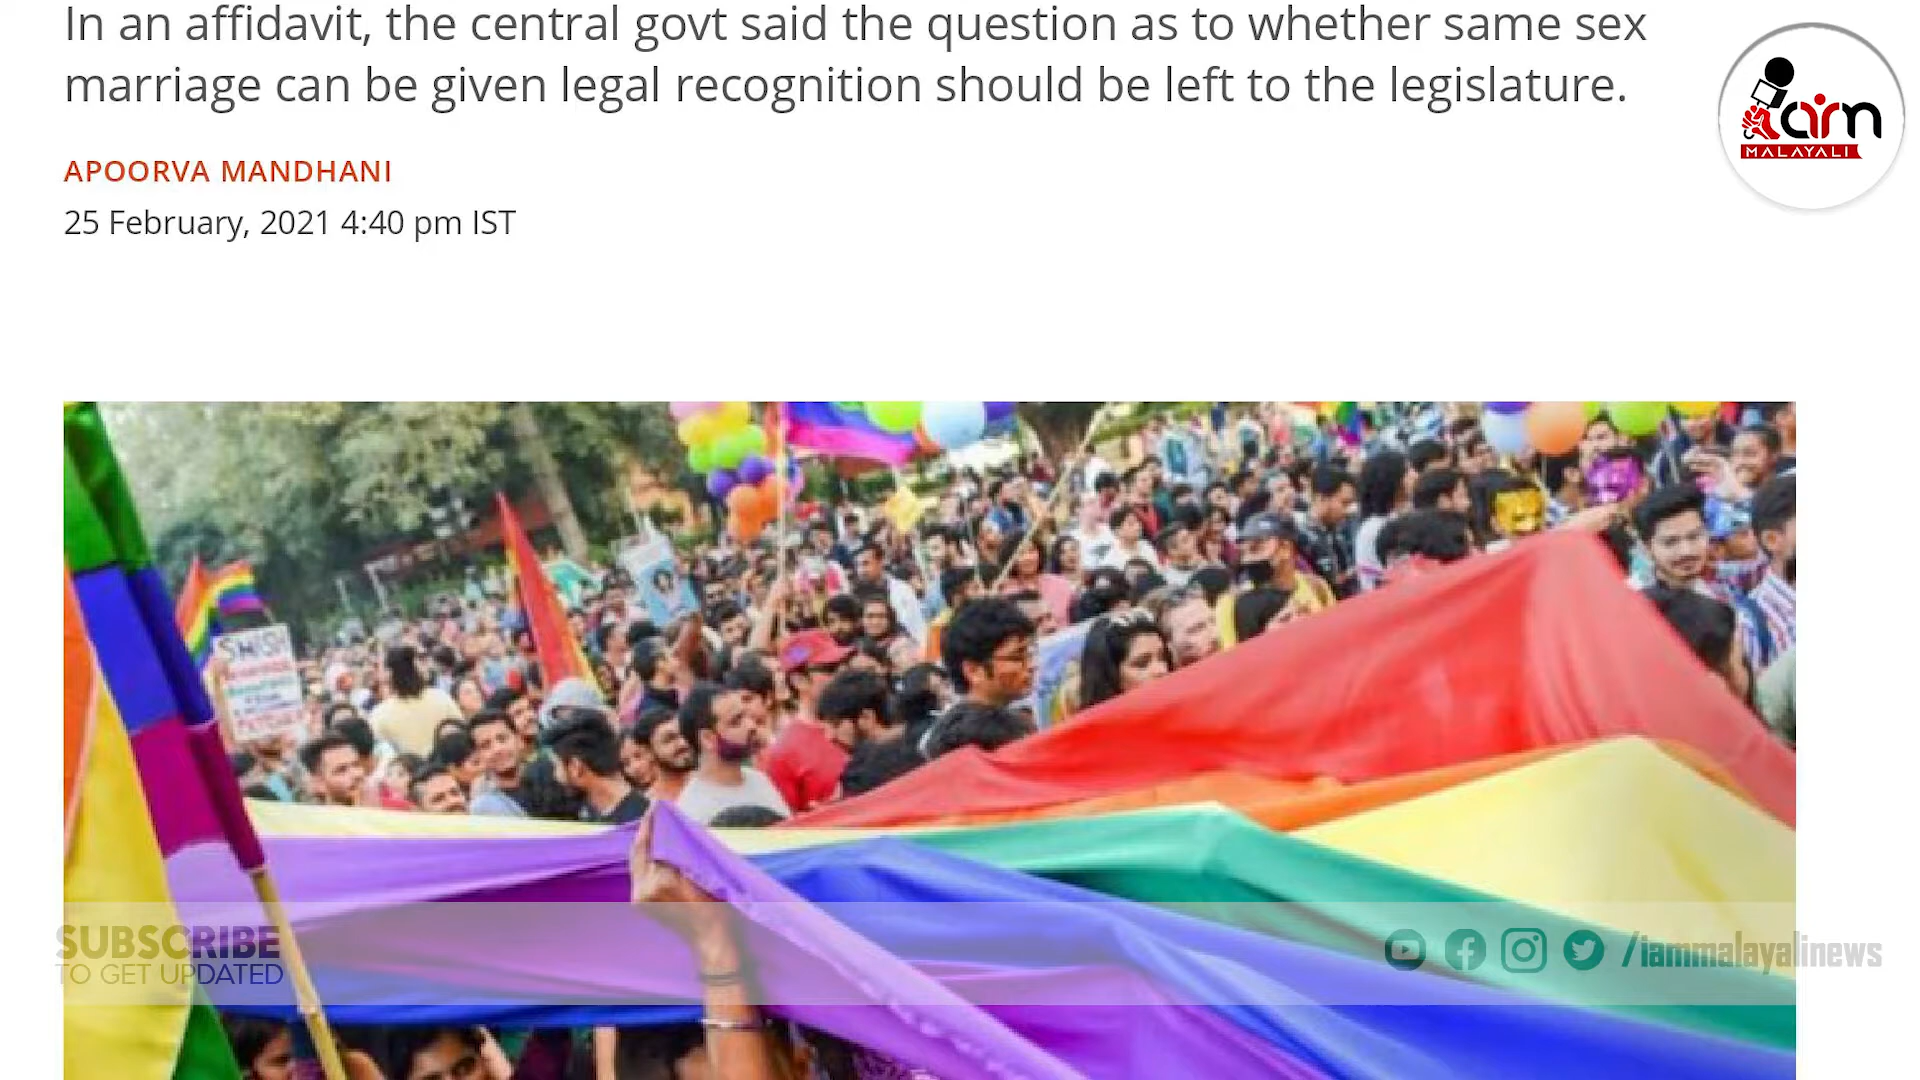 In an affidavit, the central govt said the question as to whether same sex
marriage can be given legal recognition should be left to the legislature.
APOORVA MANDHANI
25 February, 2021 4:40 pm IST
iam
MALAYALI
SUBSCRIBE
TO GET UPDATED
/iammalayalinews